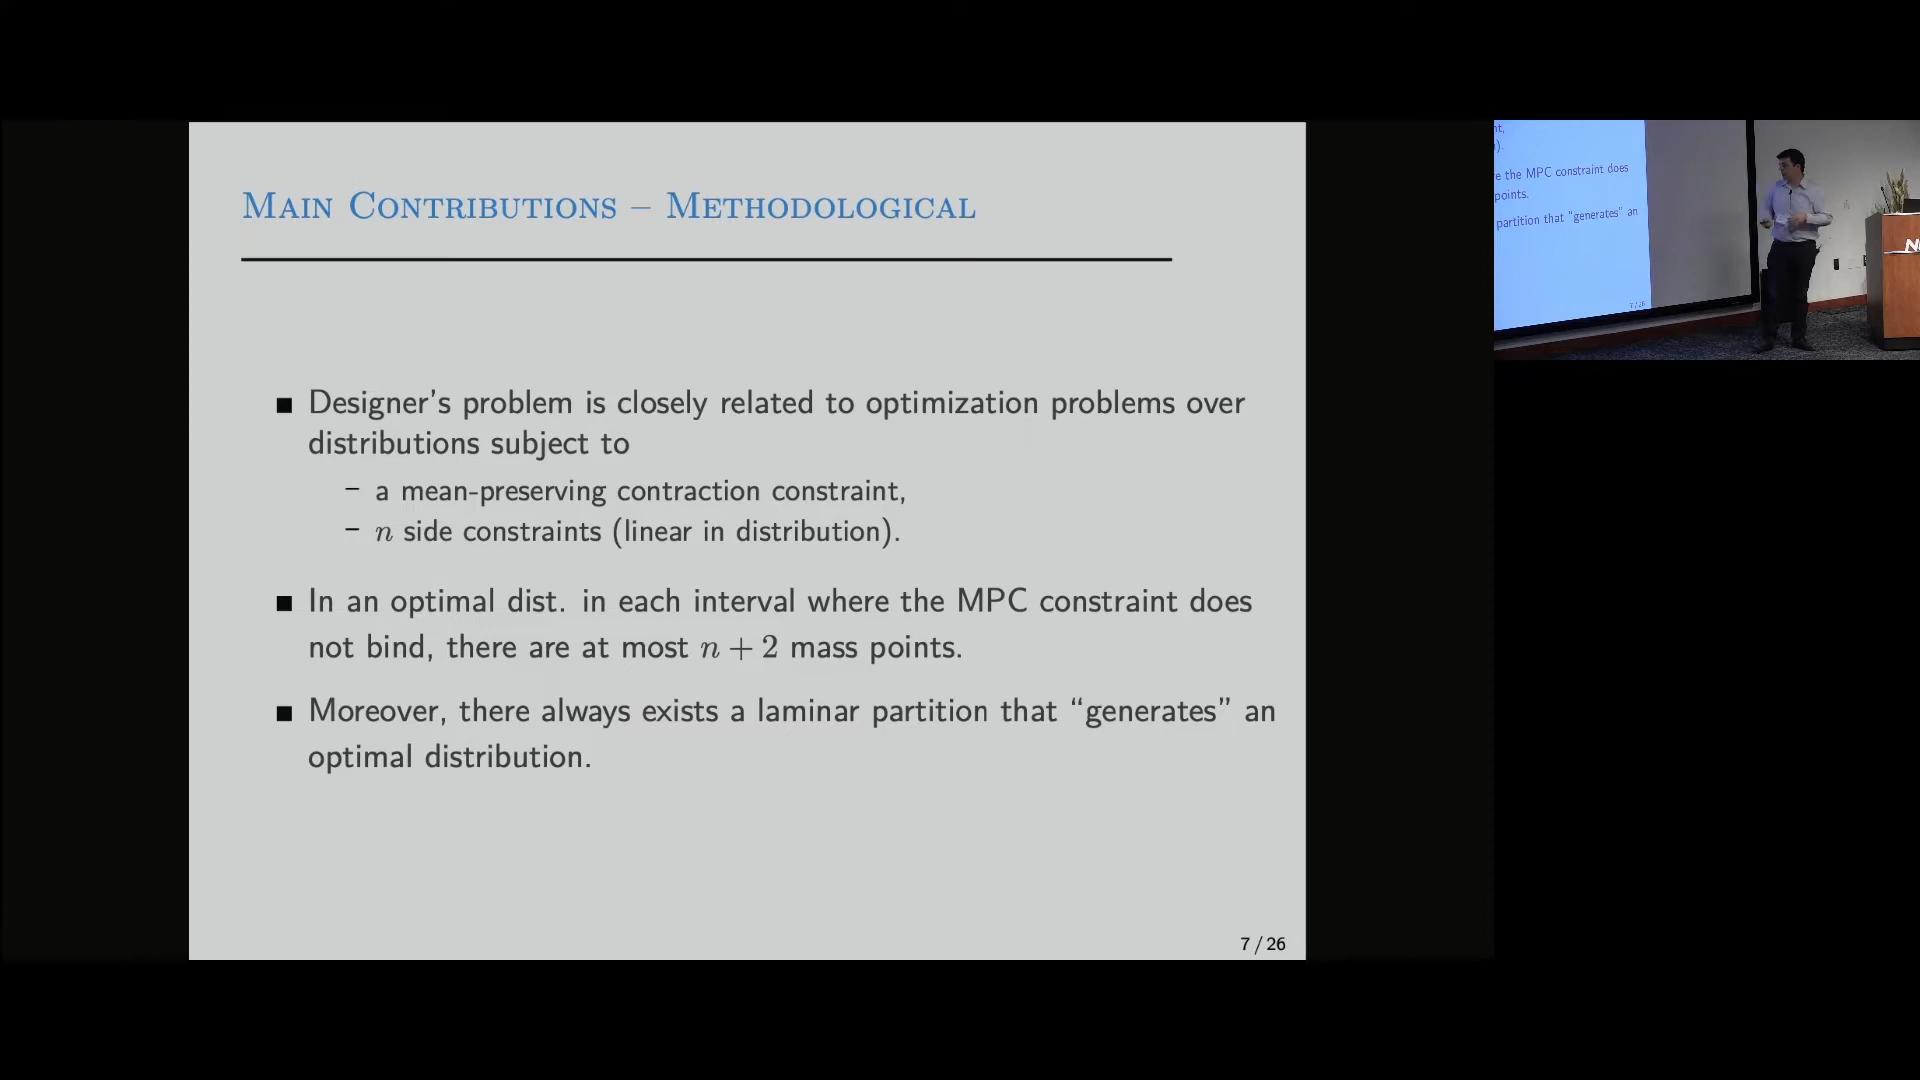 Main Contributions – Methodological
■ Designer’s problem is closely related to optimization problems over
distributions subject to
– a mean-preserving contraction constraint,
– n side constraints (linear in distribution).
■ In an optimal dist. in each interval where the MPC constraint does
not bind, there are at most n + 2 mass points.
■ Moreover, there always exists a laminar partition that “generates” an
optimal distribution.
7 / 26
nt,
).
e the MPC constraint does
points.
partition that “generates” an
7 / 26